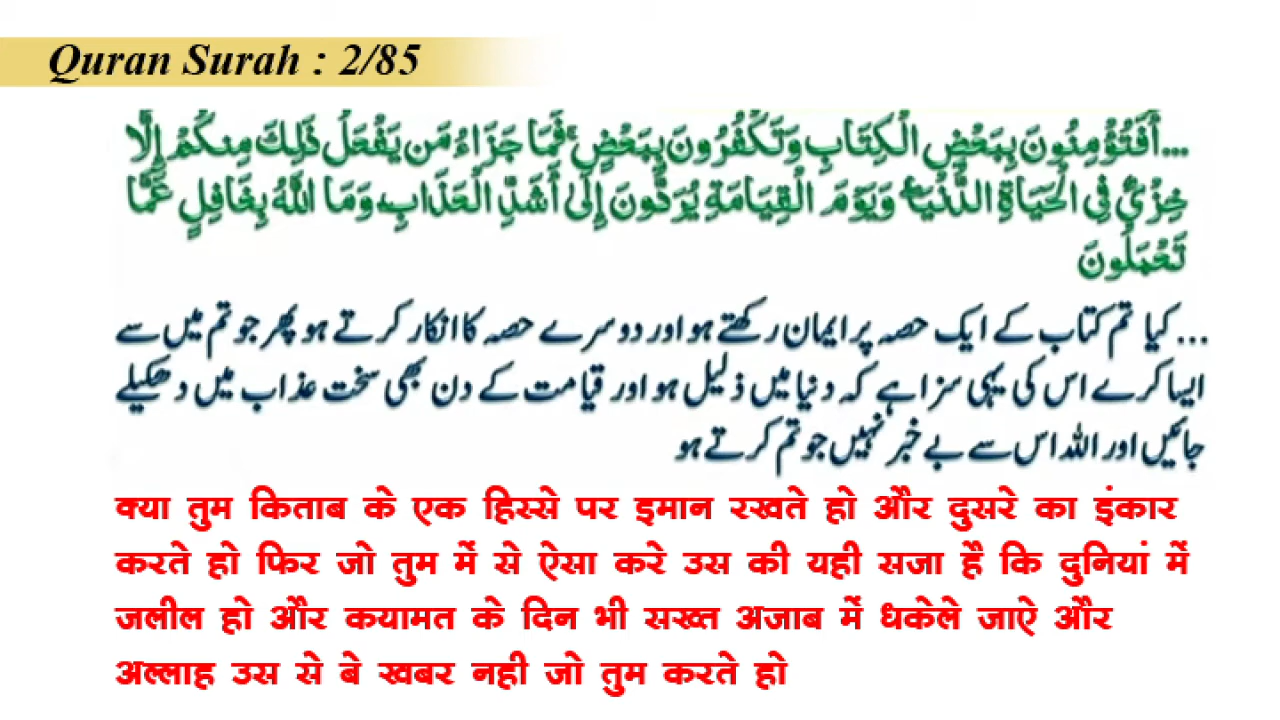 Quran Surah : 2/85
...أَفَتُؤْمِنُونَ بِبَعْضِ الْكِتَابِ وَتَكْفُرُونَ بِبَعْضٍ ۚ فَمَا جَزَاءُ مَن يَفْعَلُ ذَٰلِكَ مِنكُمْ إِلَّا
خِزْيٌ فِي الْحَيَاةِ الدُّنْيَا ۖ وَيَوْمَ الْقِيَامَةِ يُرَدُّونَ إِلَىٰ أَشَدِّ الْعَذَابِ ۗ وَمَا اللَّهُ بِغَافِلٍ عَمَّا
تَعْمَلُونَ
... کیا تم کتاب کے ایک حصہ پر ایمان رکھتے ہو اور دوسرے حصہ کا انکار کرتے ہو پھر جو تم میں سے
ایسا کرے اس کی یہی سزا ہے کہ دنیا میں ذلیل ہو اور قیامت کے دن بھی سخت عذاب میں دھکیلے
جائیں اور اللہ اس سے بے خبر نہیں جو تم کرتے ہو
क्या तुम किताब के एक हिस्से पर इमान रखते हो और दुसरे का इंकार
करते हो फिर जो तुम में से ऐसा करे उस की यही सजा है कि दुनियां में
जलील हो और कयामत के दिन भी सख्त अजाब में धकेले जाऐ और
अल्लाह उस से बे खबर नही जो तुम करते हो